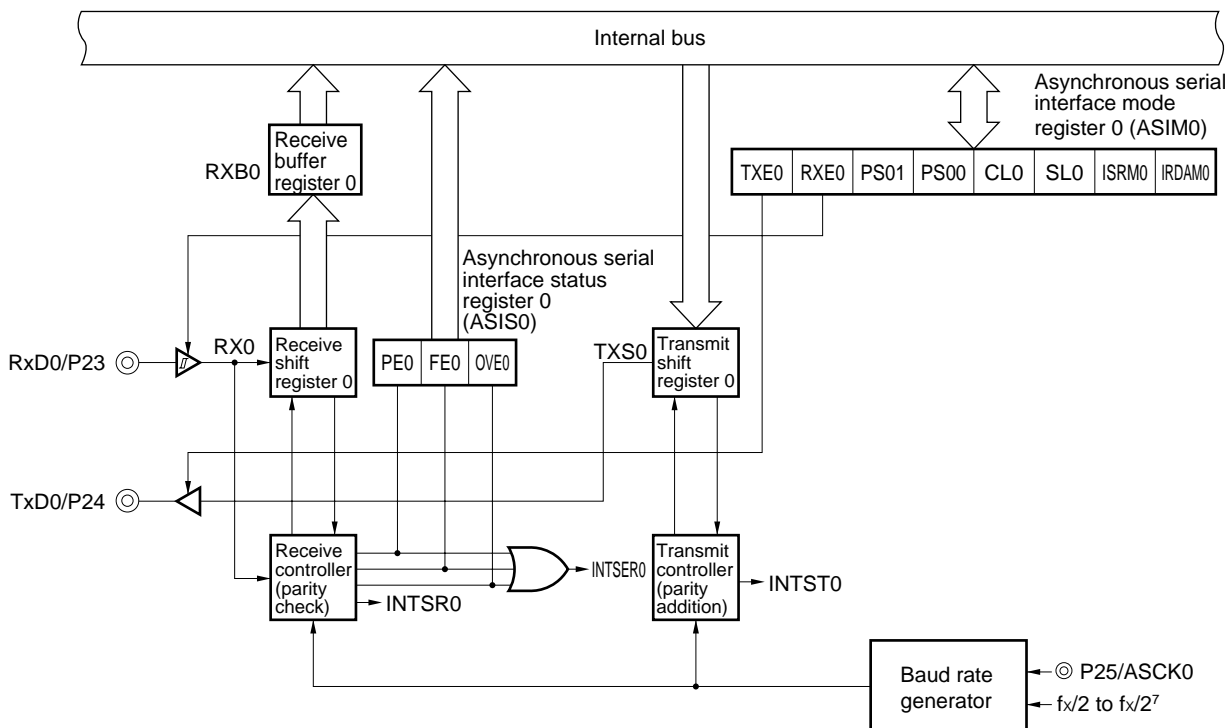 Internal bus
Asynchronous serial
interface mode
register 0 (ASIM0)
Receive
buffer
register 0
RXB0
TXE0
RXE0
PS01
PS00
CL0
SL0
ISRM0
IRDAM0
Asynchronous serial
interface status
register 0
(ASIS0)
RxD0/P23
RX0
Receive
shift
register 0
PE0
FE0
OVE0
TXS0
Transmit
shift
register 0
TxD0/P24
Receive
controller
(parity
check)
INTSER0
INTSR0
Transmit
controller
(parity
addition)
INTST0
Baud rate
generator
P25/ASCK0
fX/2 to fX/2⁷